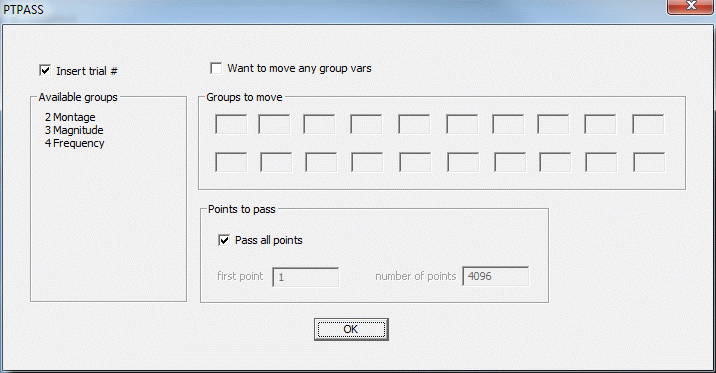 PTPASS
Insert trial #
Want to move any group vars
Available groups
2 Montage
3 Magnitude
4 Frequency
Groups to move
Points to pass
Pass all points
first point 1 number of points 4096
OK